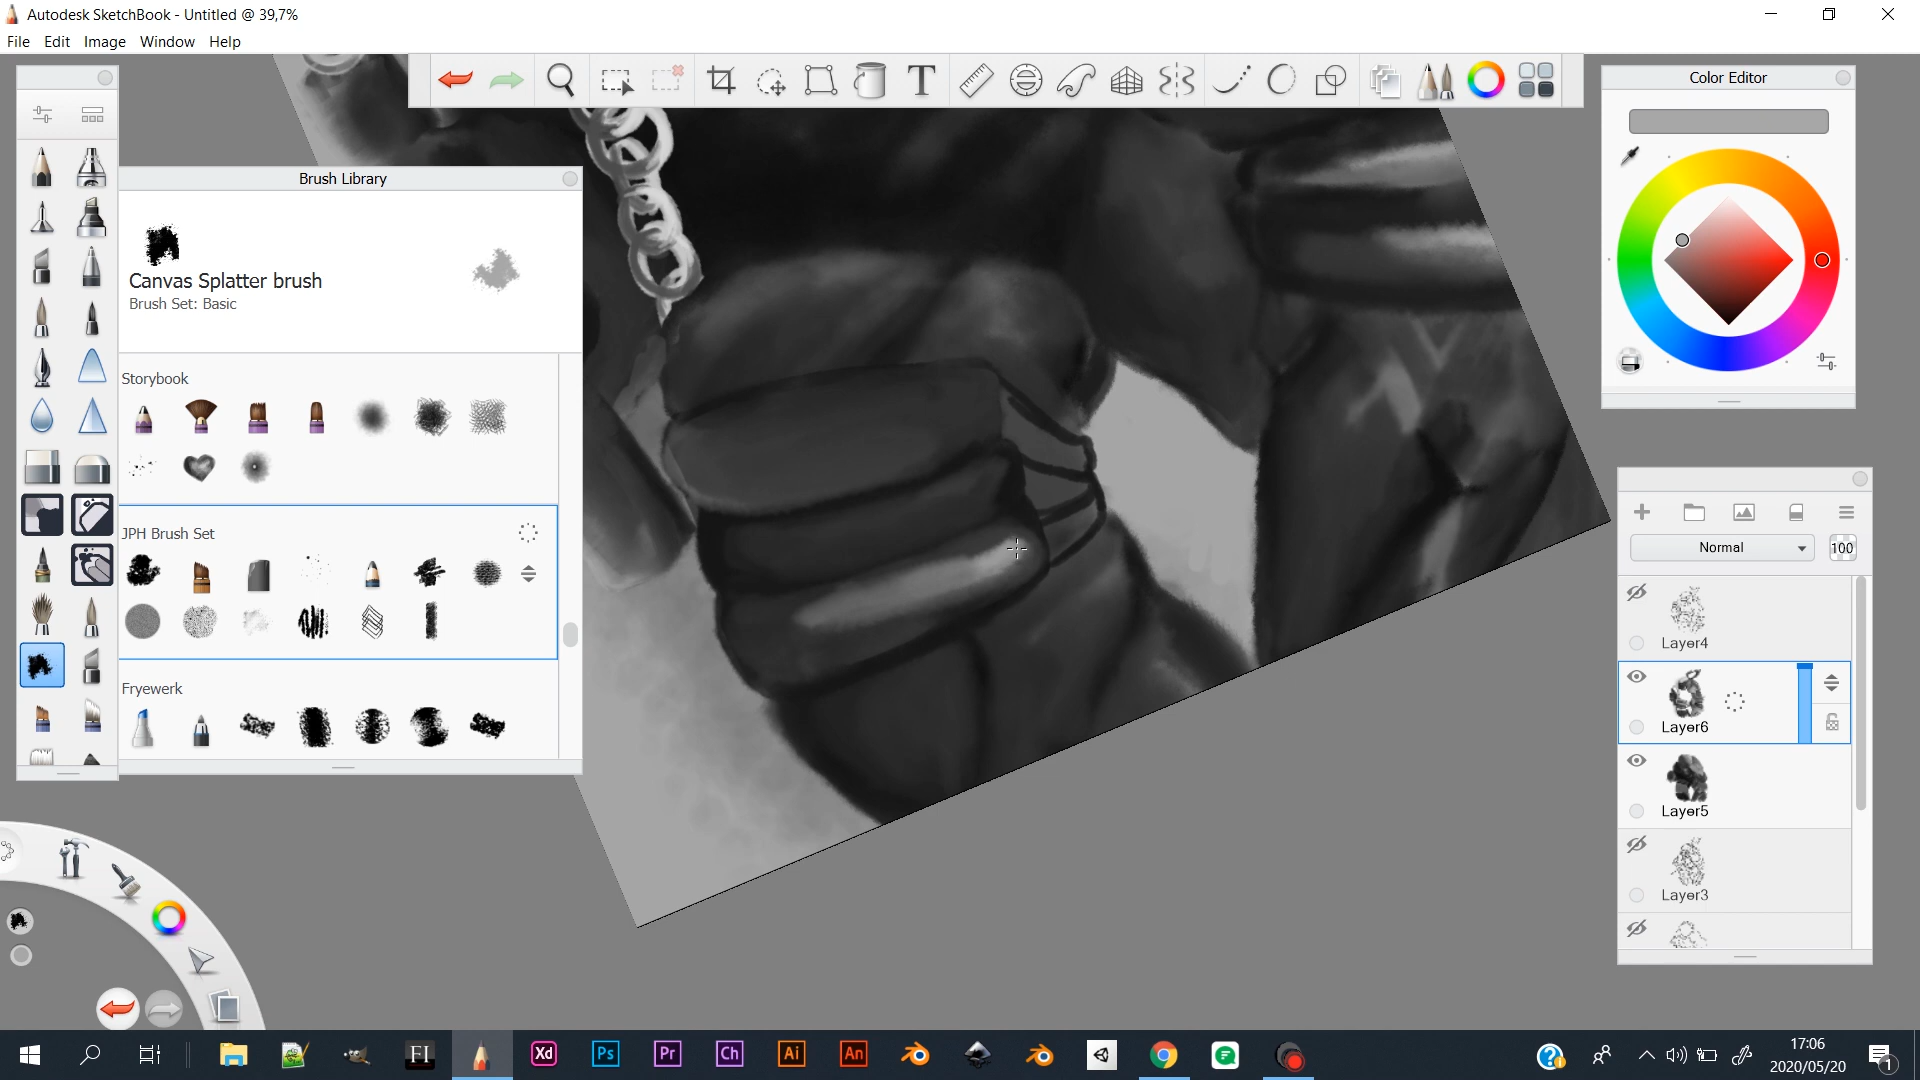 Autodesk SketchBook - Untitled @ 39,7%
File Edit Image Window Help
T
Color Editor
Brush Library
Canvas Splatter brush
Brush Set: Basic
Storybook
JPH Brush Set
Fryewerk
Normal 100
Layer4
Layer6
Layer5
Layer3
FI Xd Ps Pr Ch Ai An
17:06
2020/05/20
1